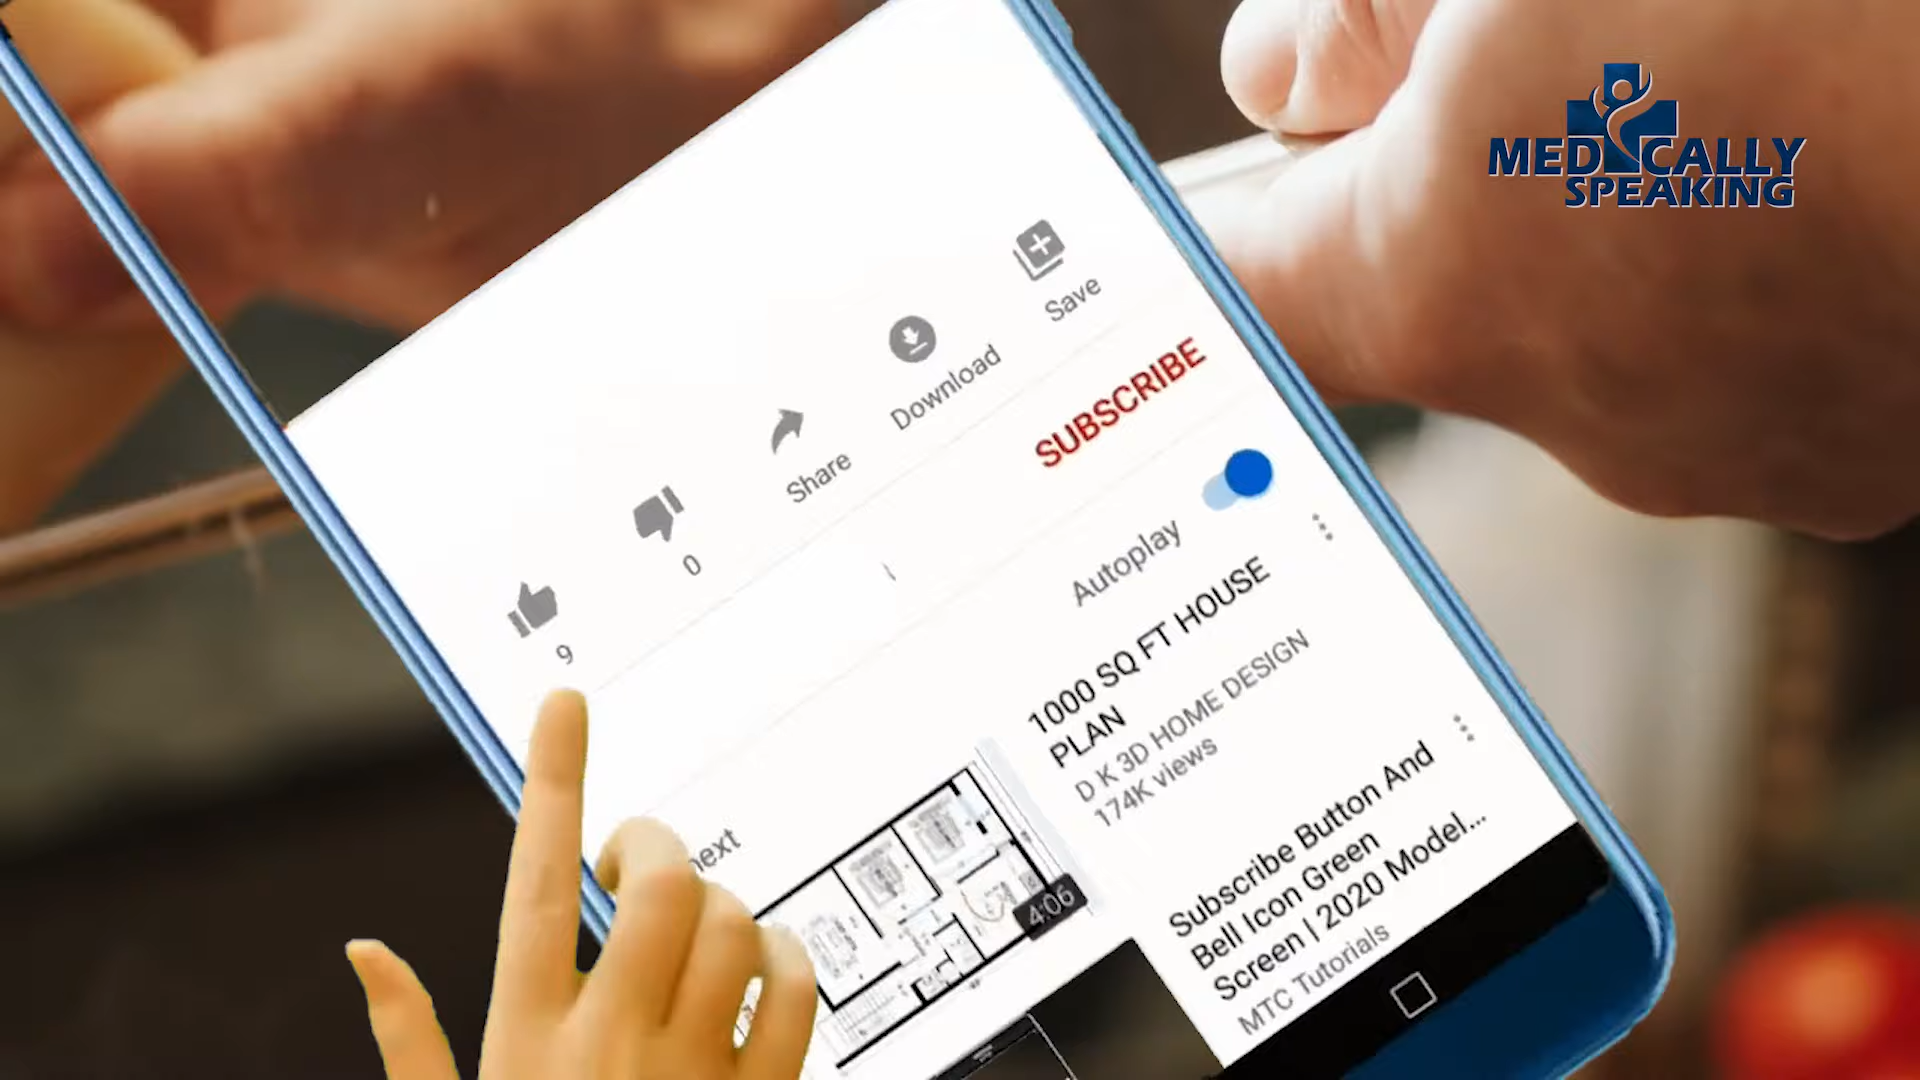 MEDICALLY
SPEAKING
Save
Download
Share
0
9
SUBSCRIBE
Autoplay
next
1000 SQ FT HOUSE
PLAN
D K 3D HOME DESIGN
174K views
4:06
Subscribe Button And
Bell Icon Green
Screen | 2020 Model...
MTC Tutorials